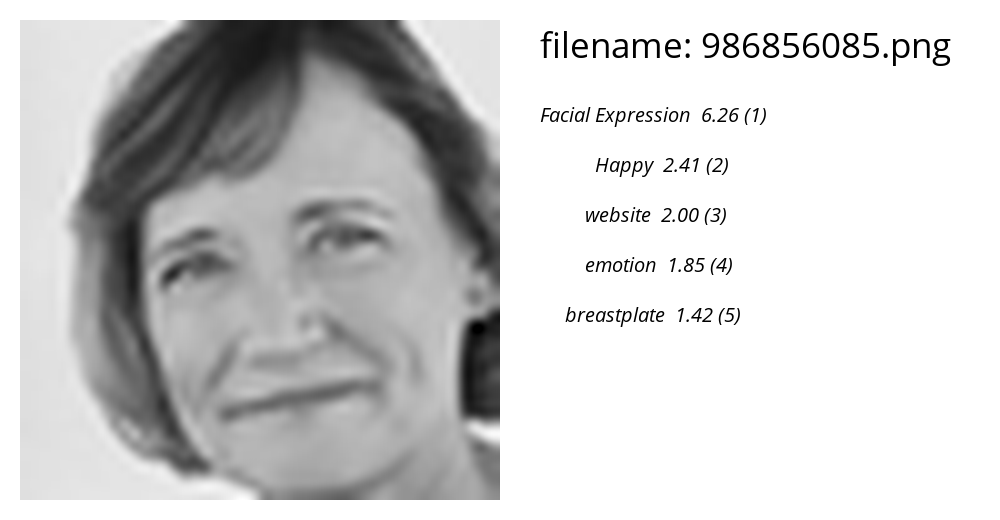 filename: 986856085.png
Facial Expression 6.26 (1)
Happy 2.41 (2)
website 2.00 (3)
emotion 1.85 (4)
breastplate 1.42 (5)